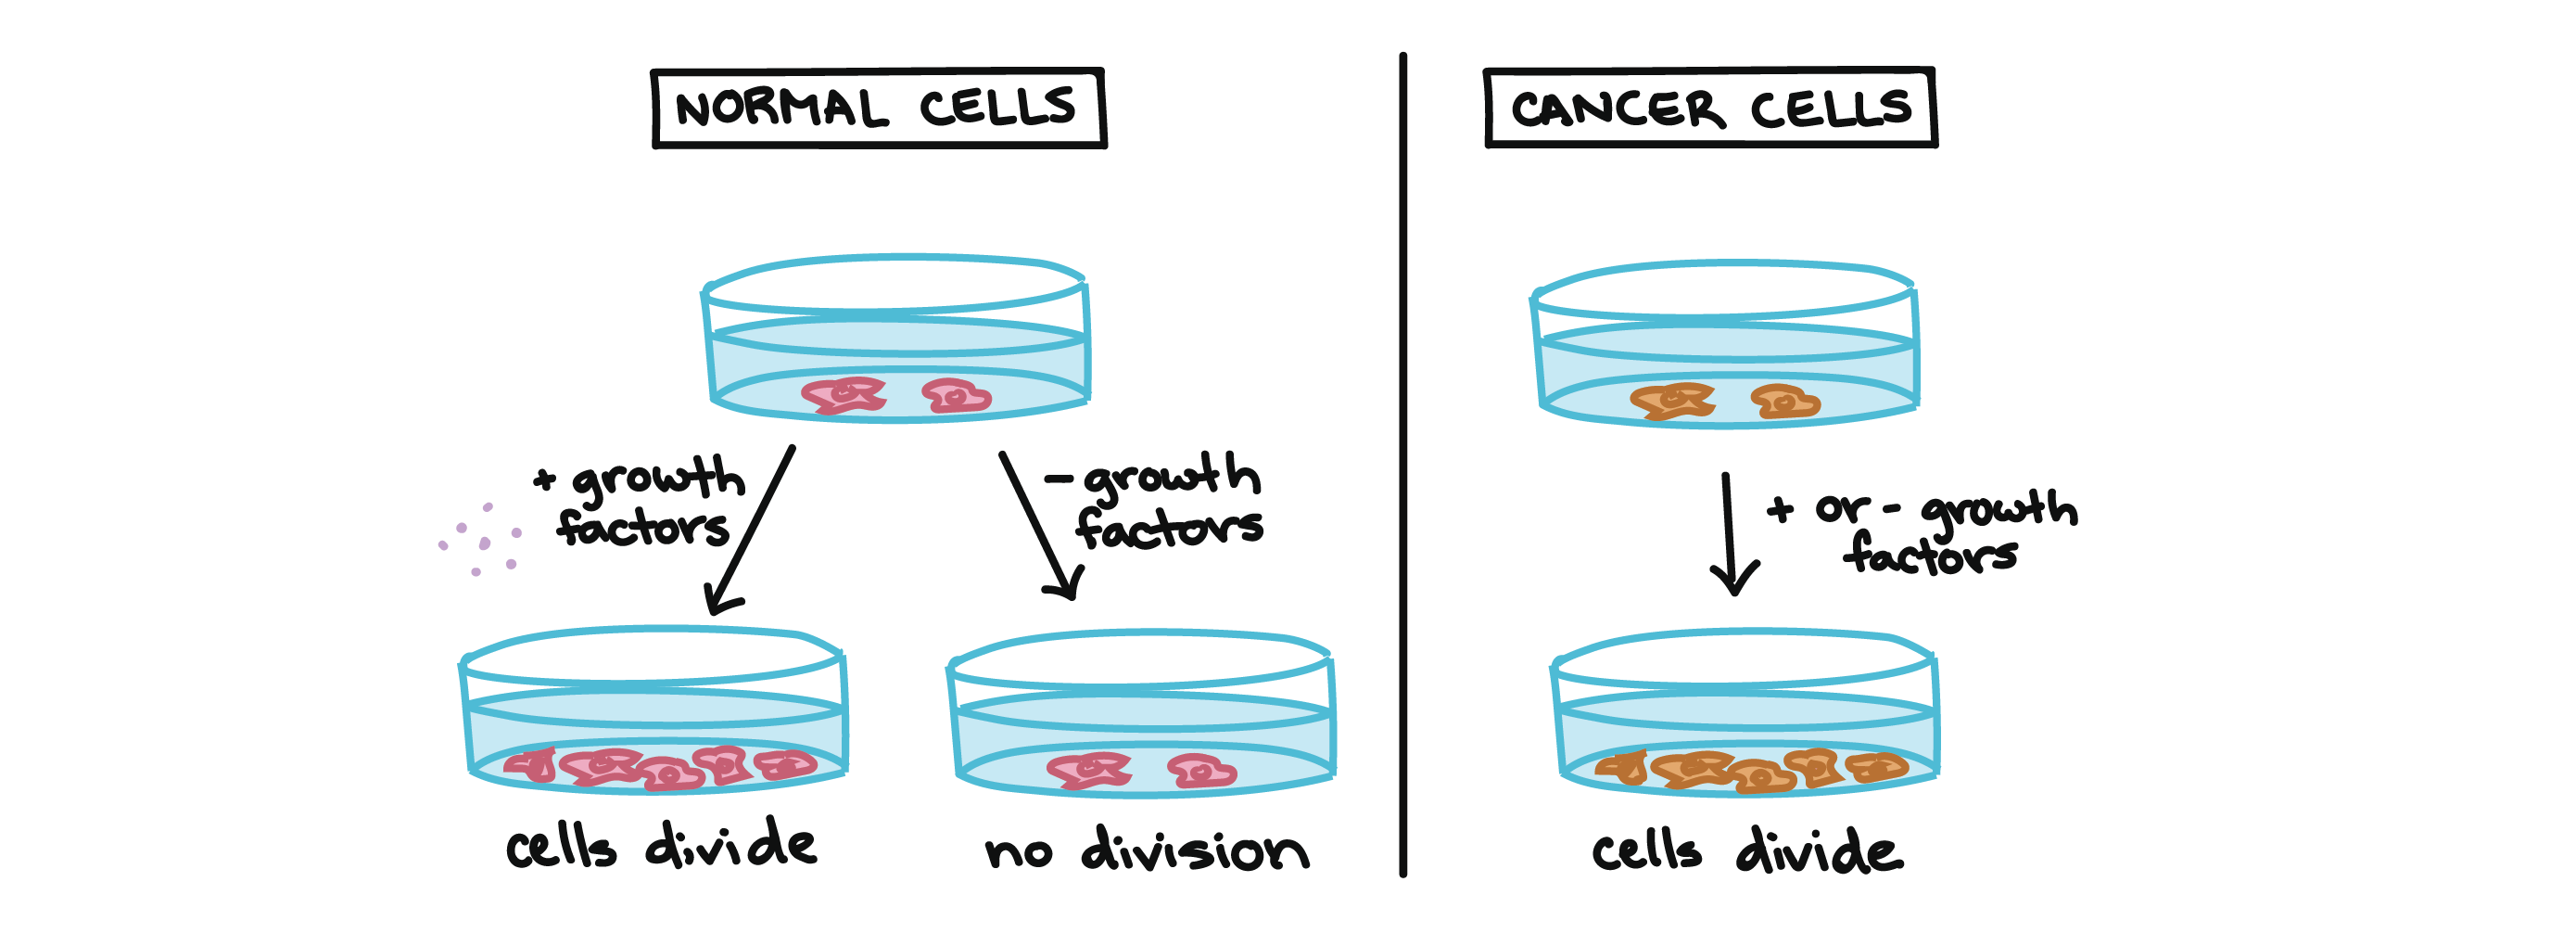 NORMAL CELLS
+ growth
factors
- growth
factors
cells divide
no division
CANCER CELLS
+ or - growth
factors
cells divide